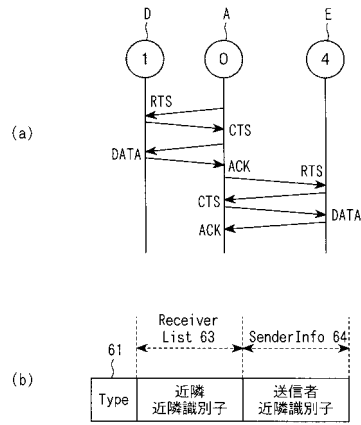 D A E
1 0 4
(a)
RTS
CTS
DATA
ACK
RTS
CTS
DATA
ACK
Receiver
List 63
SenderInfo 64
61
(b)
Type
近隣
近隣識別子
送信者
近隣識別子